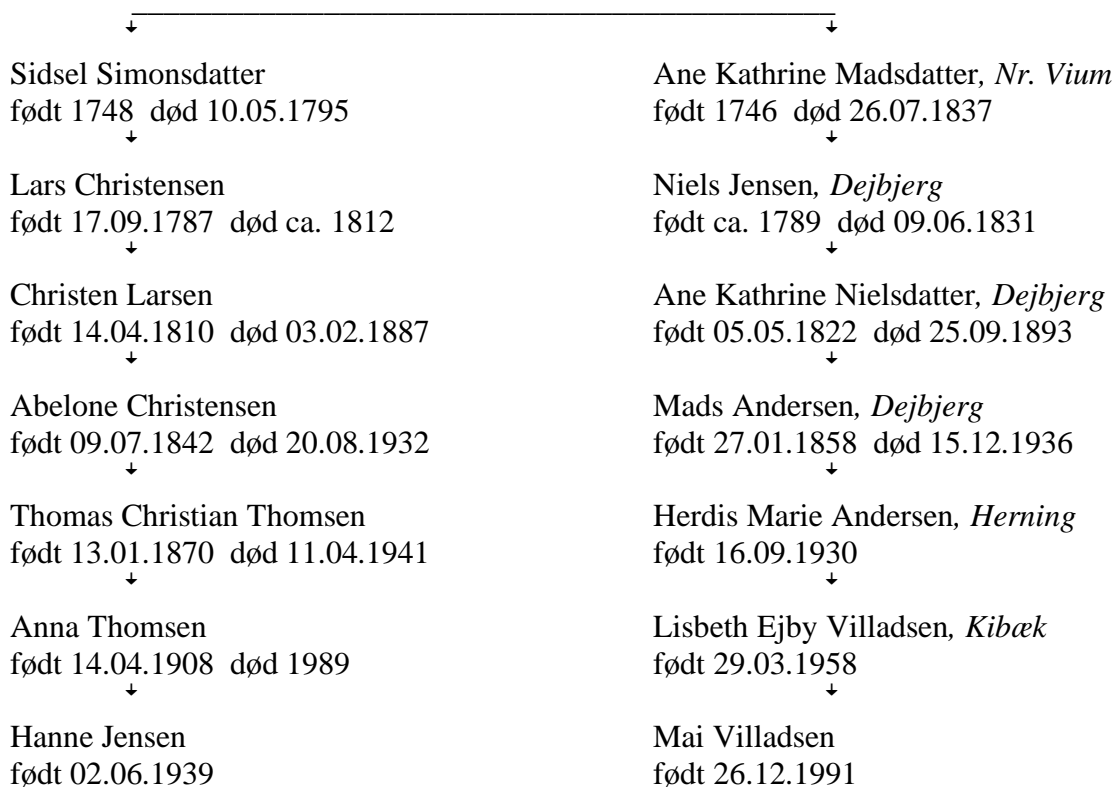 Sidsel Simonsdatter
født 1748 død 10.05.1795
Lars Christensen
født 17.09.1787 død ca. 1812
Christen Larsen
født 14.04.1810 død 03.02.1887
Abelone Christensen
født 09.07.1842 død 20.08.1932
Thomas Christian Thomsen
født 13.01.1870 død 11.04.1941
Anna Thomsen
født 14.04.1908 død 1989
Hanne Jensen
født 02.06.1939
Ane Kathrine Madsdatter, Nr. Vium
født 1746 død 26.07.1837
Niels Jensen, Dejbjerg
født ca. 1789 død 09.06.1831
Ane Kathrine Nielsdatter, Dejbjerg
født 05.05.1822 død 25.09.1893
Mads Andersen, Dejbjerg
født 27.01.1858 død 15.12.1936
Herdis Marie Andersen, Herning
født 16.09.1930
Lisbeth Ejby Villadsen, Kibæk
født 29.03.1958
Mai Villadsen
født 26.12.1991